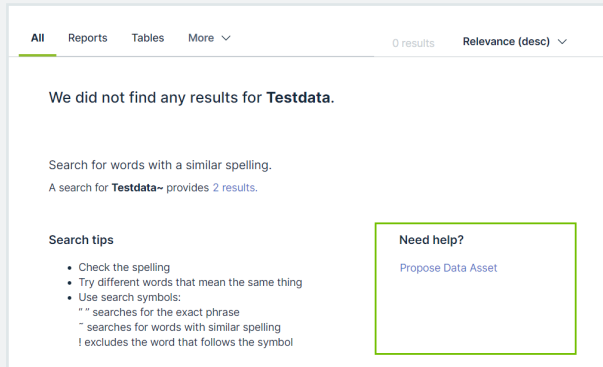 All Reports Tables More 0 results Relevance (desc)
We did not find any results for Testdata.
Search for words with a similar spelling.
A search for Testdata~ provides 2 results.
Search tips
• Check the spelling
• Try different words that mean the same thing
• Use search symbols:
" " searches for the exact phrase
~ searches for words with similar spelling
! excludes the word that follows the symbol
Need help?
Propose Data Asset